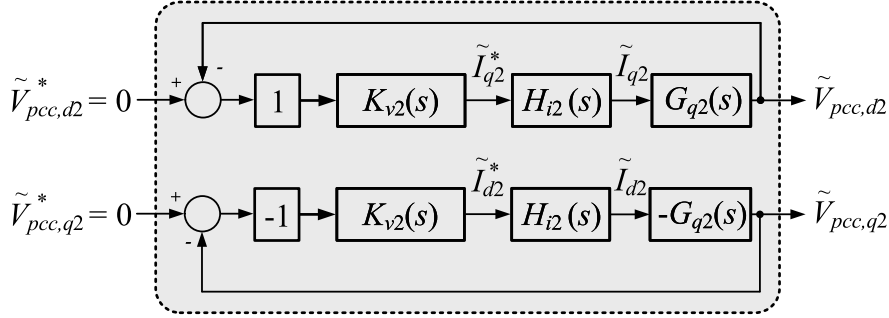 -
Ṽ*pcc,d2 = 0 + 1 Kv2(s) Ĩ*q2 Hi2(s) Ĩq2 Gq2(s) Ṽpcc,d2
Ṽ*pcc,q2 = 0 + -1 Kv2(s) Ĩ*d2 Hi2(s) Ĩd2 -Gq2(s) Ṽpcc,q2
-